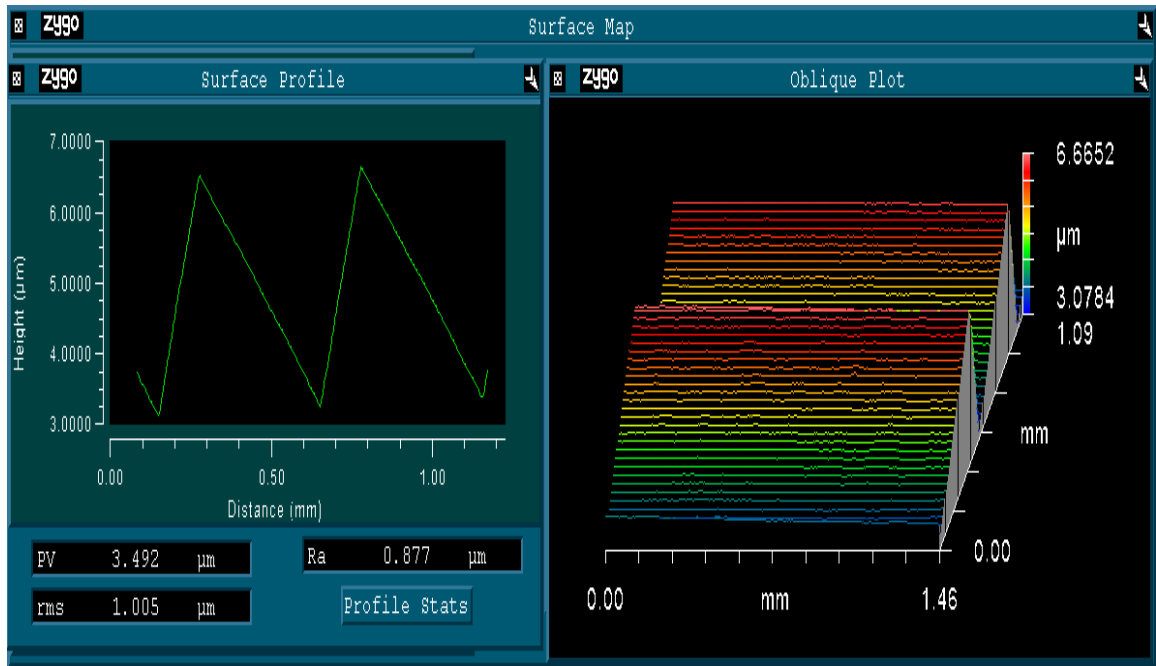 zygo Surface Map
zygo Surface Profile
7.0000
6.0000
5.0000
4.0000
3.0000
Height (µm)
0.00 0.50 1.00
Distance (mm)
PV 3.492 µm
Ra 0.877 µm
rms 1.005 µm
Profile Stats
zygo Oblique Plot
6.6652
µm
3.0784
1.09
mm
0.00
0.00 mm 1.46